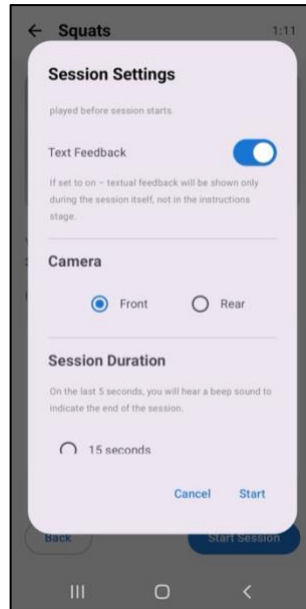 Squats 1:11
Session Settings
played before session starts.
Text Feedback
If set to on – textual feedback will be shown only
during the session itself, not in the instructions
stage.
Camera
Front Rear
Session Duration
On the last 5 seconds, you will hear a beep sound to
indicate the end of the session.
15 seconds
Cancel Start
Back Start Session